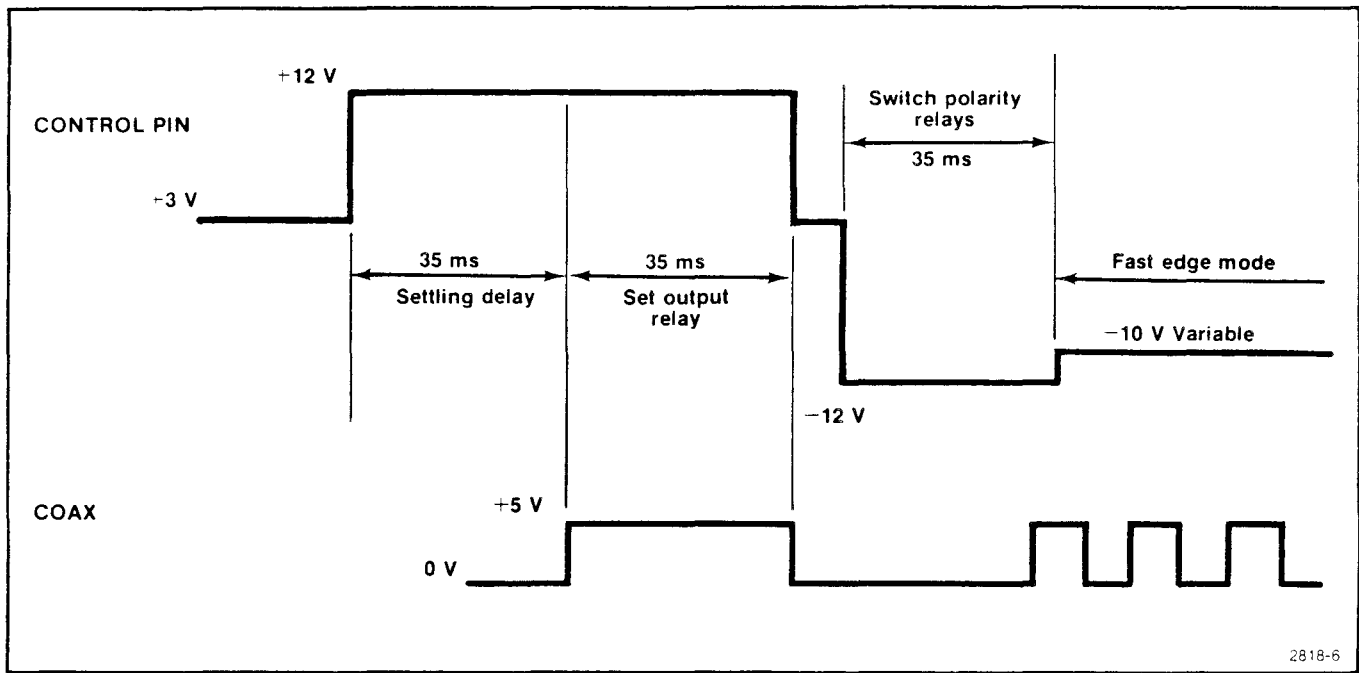 +12 V
CONTROL PIN
+3 V
Switch polarity
relays
35 ms
35 ms
Settling delay
35 ms
Set output
relay
Fast edge mode
−10 V Variable
−12 V
COAX
+5 V
0 V
2818-6